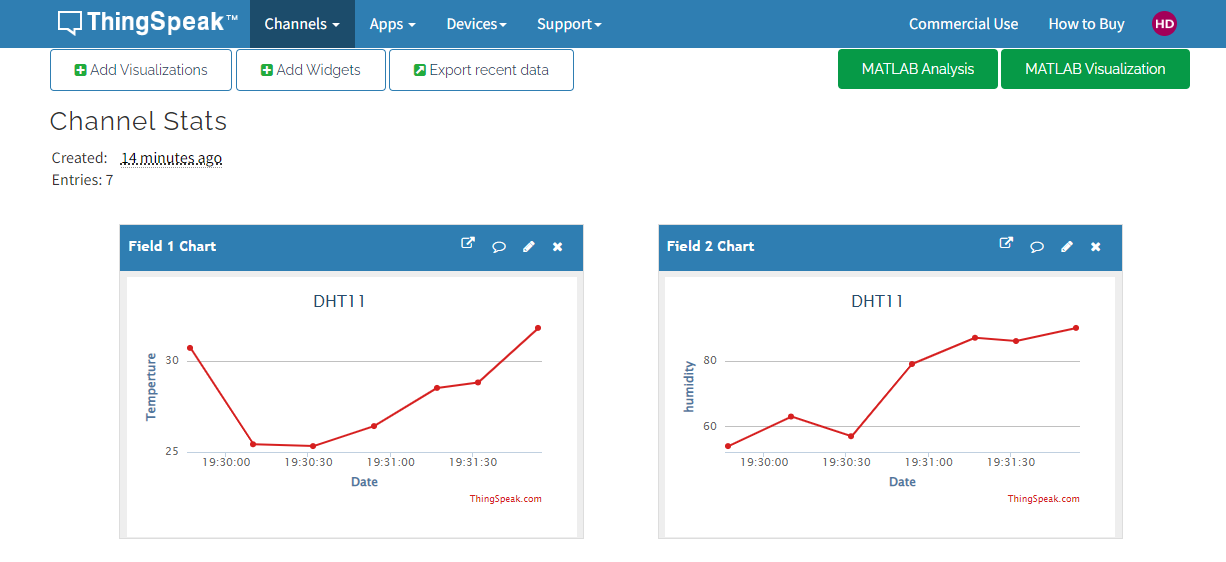 ThingSpeak™ Channels Apps Devices Support Commercial Use How to Buy HD
Add Visualizations Add Widgets Export recent data MATLAB Analysis MATLAB Visualization
Channel Stats
Created: 14 minutes ago
Entries: 7
Field 1 Chart
DHT11
Temperture
30
25
19:30:00 19:30:30 19:31:00 19:31:30
Date
ThingSpeak.com
Field 2 Chart
DHT11
humidity
80
60
19:30:00 19:30:30 19:31:00 19:31:30
Date
ThingSpeak.com